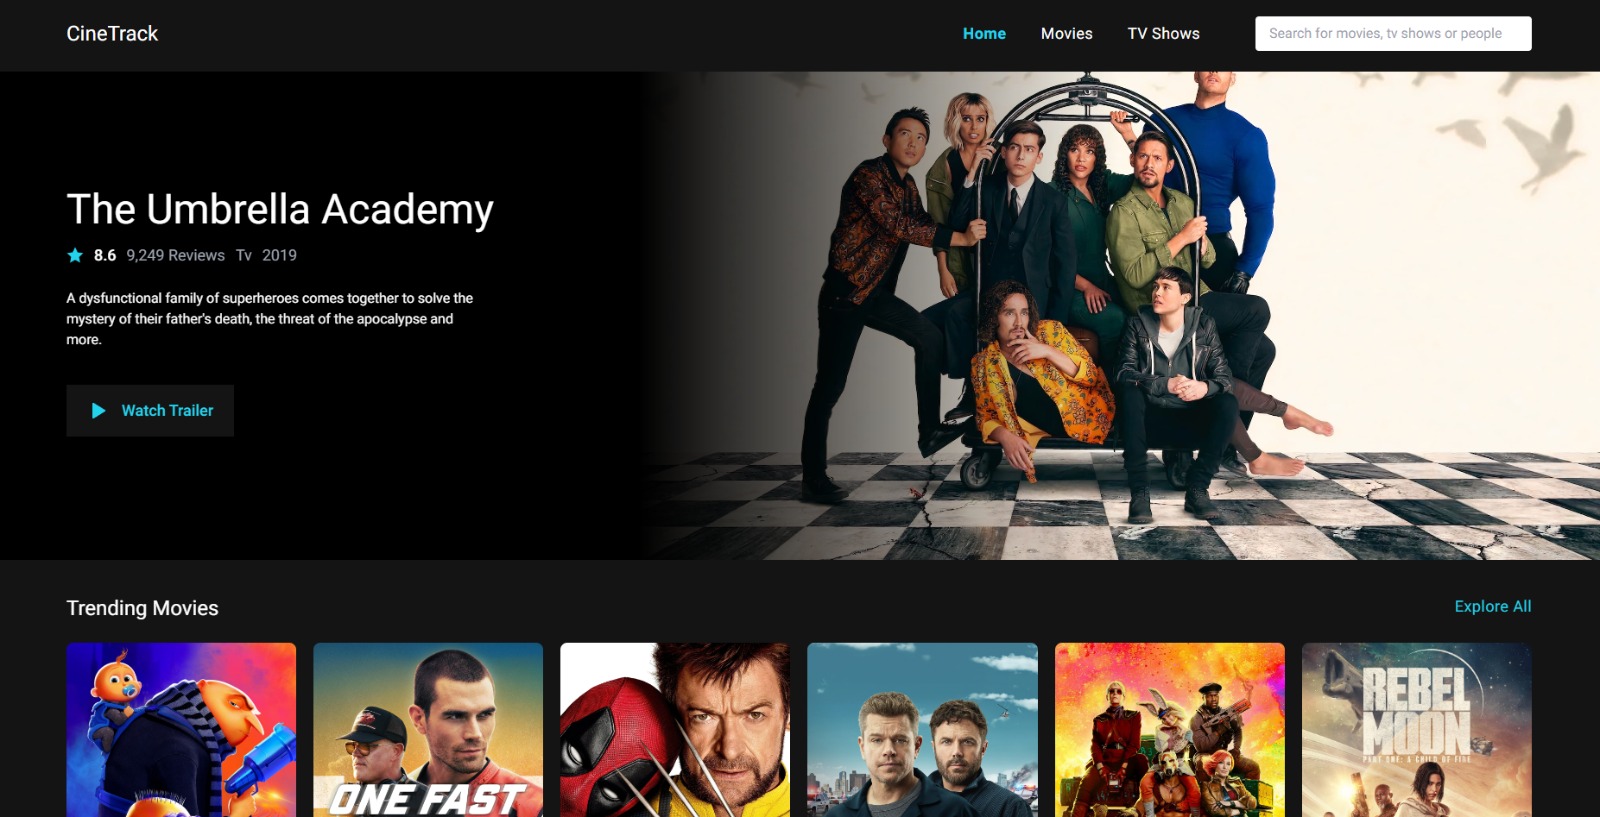 CineTrack
Home
Movies
TV Shows
Search for movies, tv shows or people
The Umbrella Academy
8.6 9,249 Reviews Tv 2019
A dysfunctional family of superheroes comes together to solve the
mystery of their father's death, the threat of the apocalypse and
more.
Watch Trailer
Trending Movies
Explore All
ONE FAST
REBEL
MOON
PART ONE: A CHILD OF FIRE